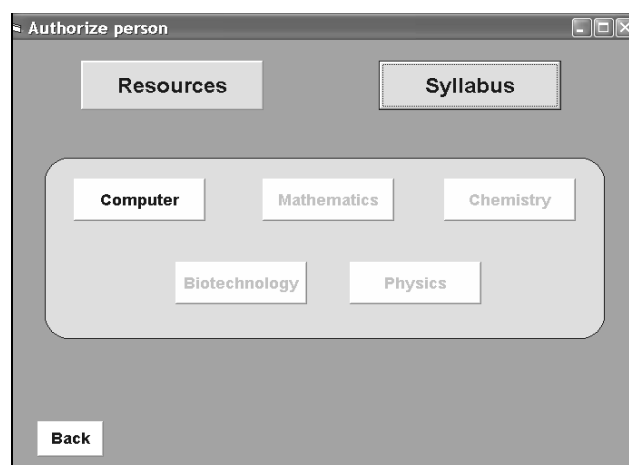 Authorize person
Resources Syllabus
Computer Mathematics Chemistry
Biotechnology Physics
Back